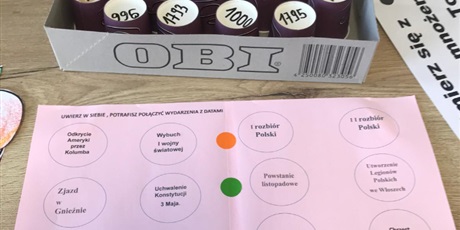 996
1793
1000
1795
OBI
UWIERZ W SIEBIE , POTRAFISZ POŁĄCZYĆ WYDARZENIA Z DATAMI
Odkrycie
Ameryki
przez
Kolumba
Wybuch
I wojny
światowej
I rozbiór
Polski
I I rozbiór
Polski
Zjazd
w
Gnieźnie
Uchwalenie
Konstytucji
3 Maja
Powstanie
listopadowe
Utworzenie
Legionów
Polskich
we Włoszech